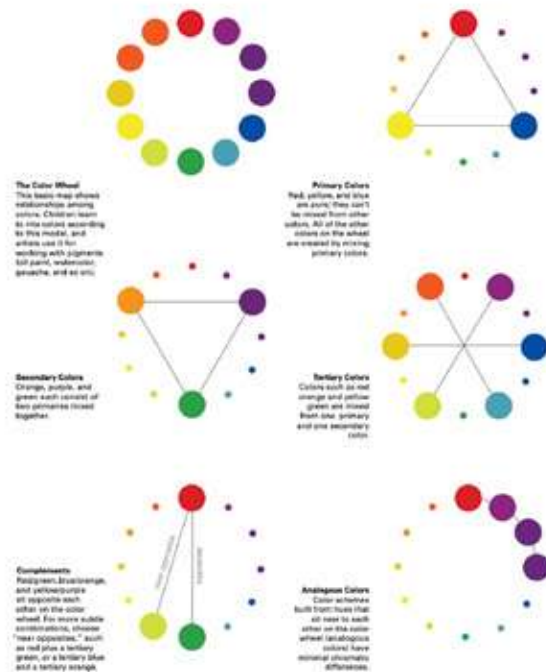 The Color Wheel
This basic map shows
relationships among
colors. Children learn
to mix colors according
to this model, and
artists use it for
working with pigments
(oil paint, watercolor,
gouache, and so on).
Primary Colors
Red, yellow, and blue
are pure; they can't
be mixed from other
colors. All of the other
colors on the wheel
are created by mixing
primary colors.
Secondary Colors
Orange, purple, and
green each consist of
two primaries mixed
together.
Tertiary Colors
Colors such as red
orange and yellow
green are mixed
from one primary
and one secondary
color.
Complements
Red/green, blue/orange,
and yellow/purple
sit opposite each
other on the color
wheel. For more subtle
combinations, choose
"near opposites," such
as red plus a tertiary
green, or a tertiary blue
and a tertiary orange.
Analogous Colors
Color schemes
built from hues that
sit near to each
other on the color
wheel (analogous
colors) have
minimal chromatic
differences.